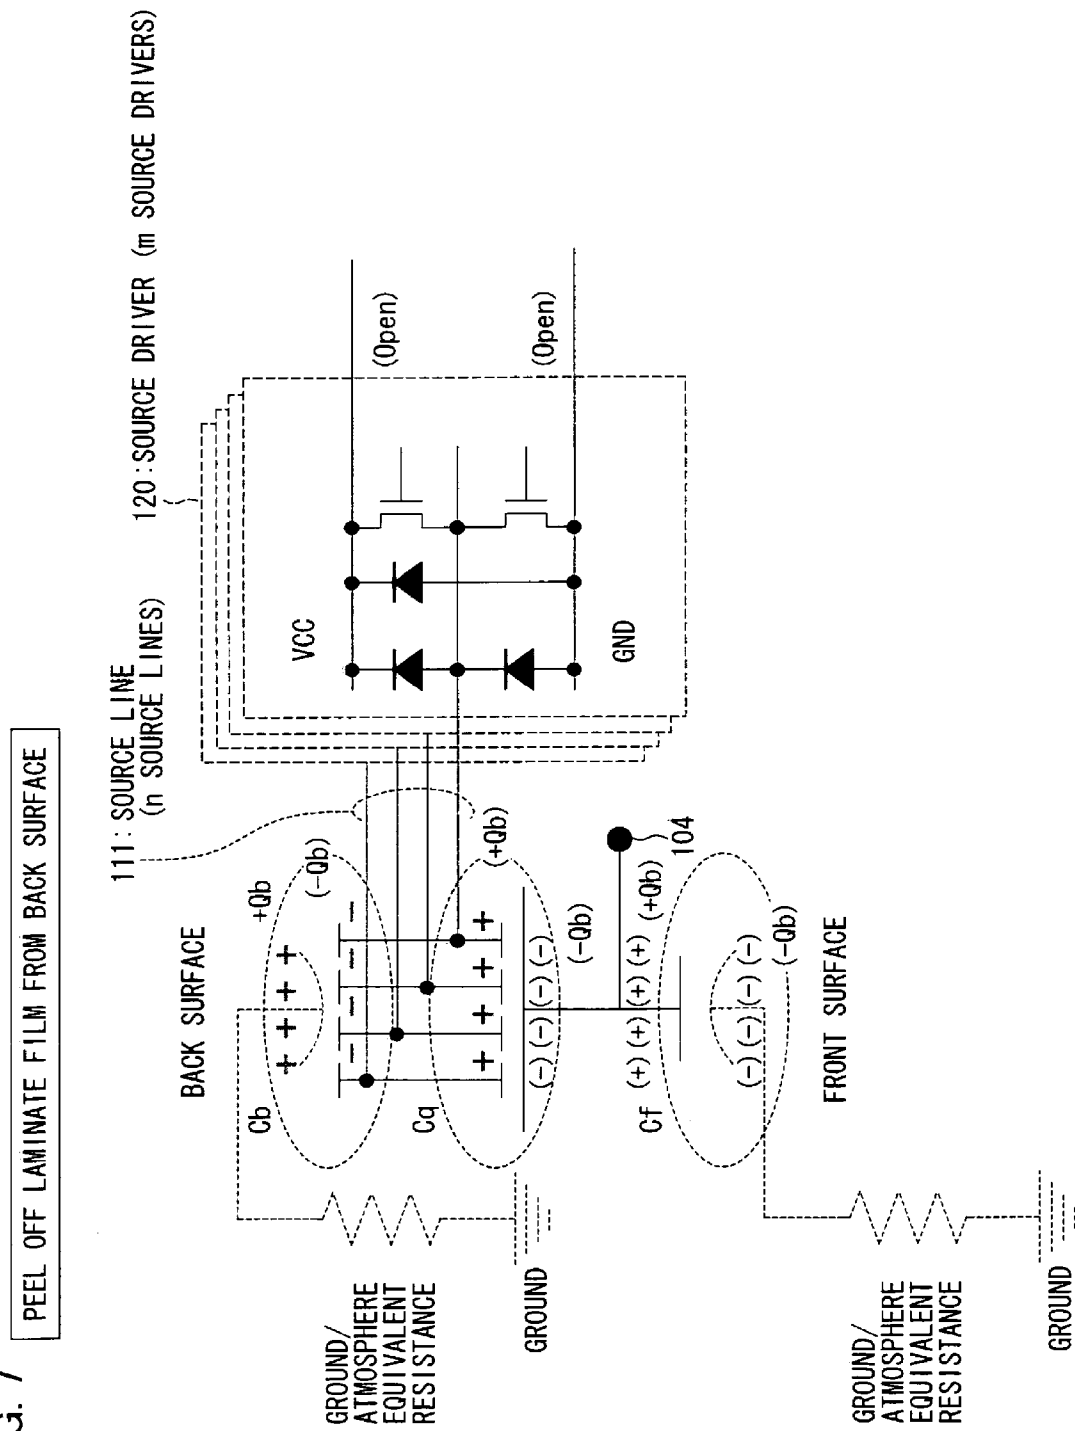 PEEL OFF LAMINATE FILM FROM BACK SURFACE
111:SOURCE LINE
(n SOURCE LINES)
120:SOURCE DRIVER (m SOURCE DRIVERS)
BACK SURFACE
Cb
+ + + +
+Qb
(-Qb)
- - - -
VCC
(Open)
Cq
+ + + +
(+Qb)
(-)(-)(-)(-)
(-Qb)
GND
(Open)
GROUND/
ATMOSPHERE
EQUIVALENT
RESISTANCE
GROUND
104
Cf
(+)(+)(+)(+)
(+Qb)
(-)(-)(-)(-)
(-Qb)
FRONT SURFACE
GROUND/
ATMOSPHERE
EQUIVALENT
RESISTANCE
GROUND